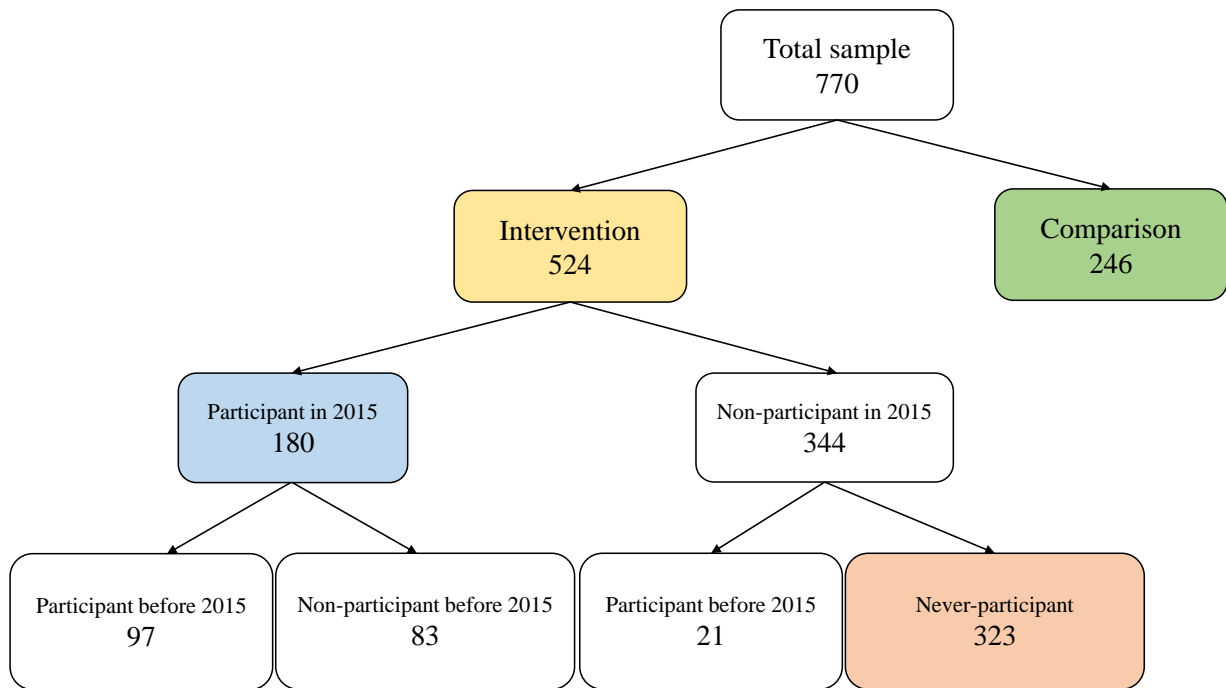 Total sample
770
Intervention
524
Comparison
246
Participant in 2015
180
Non-participant in 2015
344
Participant before 2015
97
Non-participant before 2015
83
Participant before 2015
21
Never-participant
323